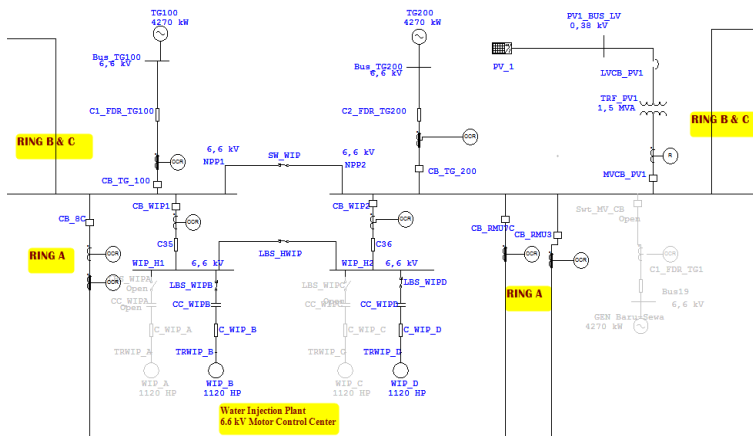 TG100
4270 kW
TG200
4270 kW
PV1_BUS_LV
0,38 kV
Bus_TG100
6,6 kV
Bus_TG200
6,6 kV
PV_1
LVCB_PV1
TRF_PV1
1,5 MVA
C1_FDR_TG100
C2_FDR_TG200
RING B & C
RING B & C
OCR
OCR
R
6,6 kV
NPP1
SW_WIP
6,6 kV
NPP2
CB_TG_100
CB_TG_200
MVCB_PV1
CB_8C
CB_WIP1
CB_WIP2
CB_RMU7C
CB_RMU3
Swt_MV_CB
Open
OCR
OCR
C35
C36
LBS_HWIP
RING A
OCR
OCR
OCR
OCR
OCR
C1_FDR_TG1
WIP_H1
6,6 kV
WIP_H2
6,6 kV
Open
LBS_WIPB
LBS_WIPC
Open
LBS_WIPD
CC_WIPA
Open
CC_WIPB
CC_WIPD
RING A
Bus19
6,6 kV
GEN Baru-Sewa
4270 kW
C_WIP_A
C_WIP_B
C_WIP_C
C_WIP_D
TRWIP_A
TRWIP_B
TRWIP_D
WIP_A
1120 HP
WIP_B
1120 HP
WIP_C
1120 HP
WIP_D
1120 HP
Water Injection Plant
6.6 kV Motor Control Center